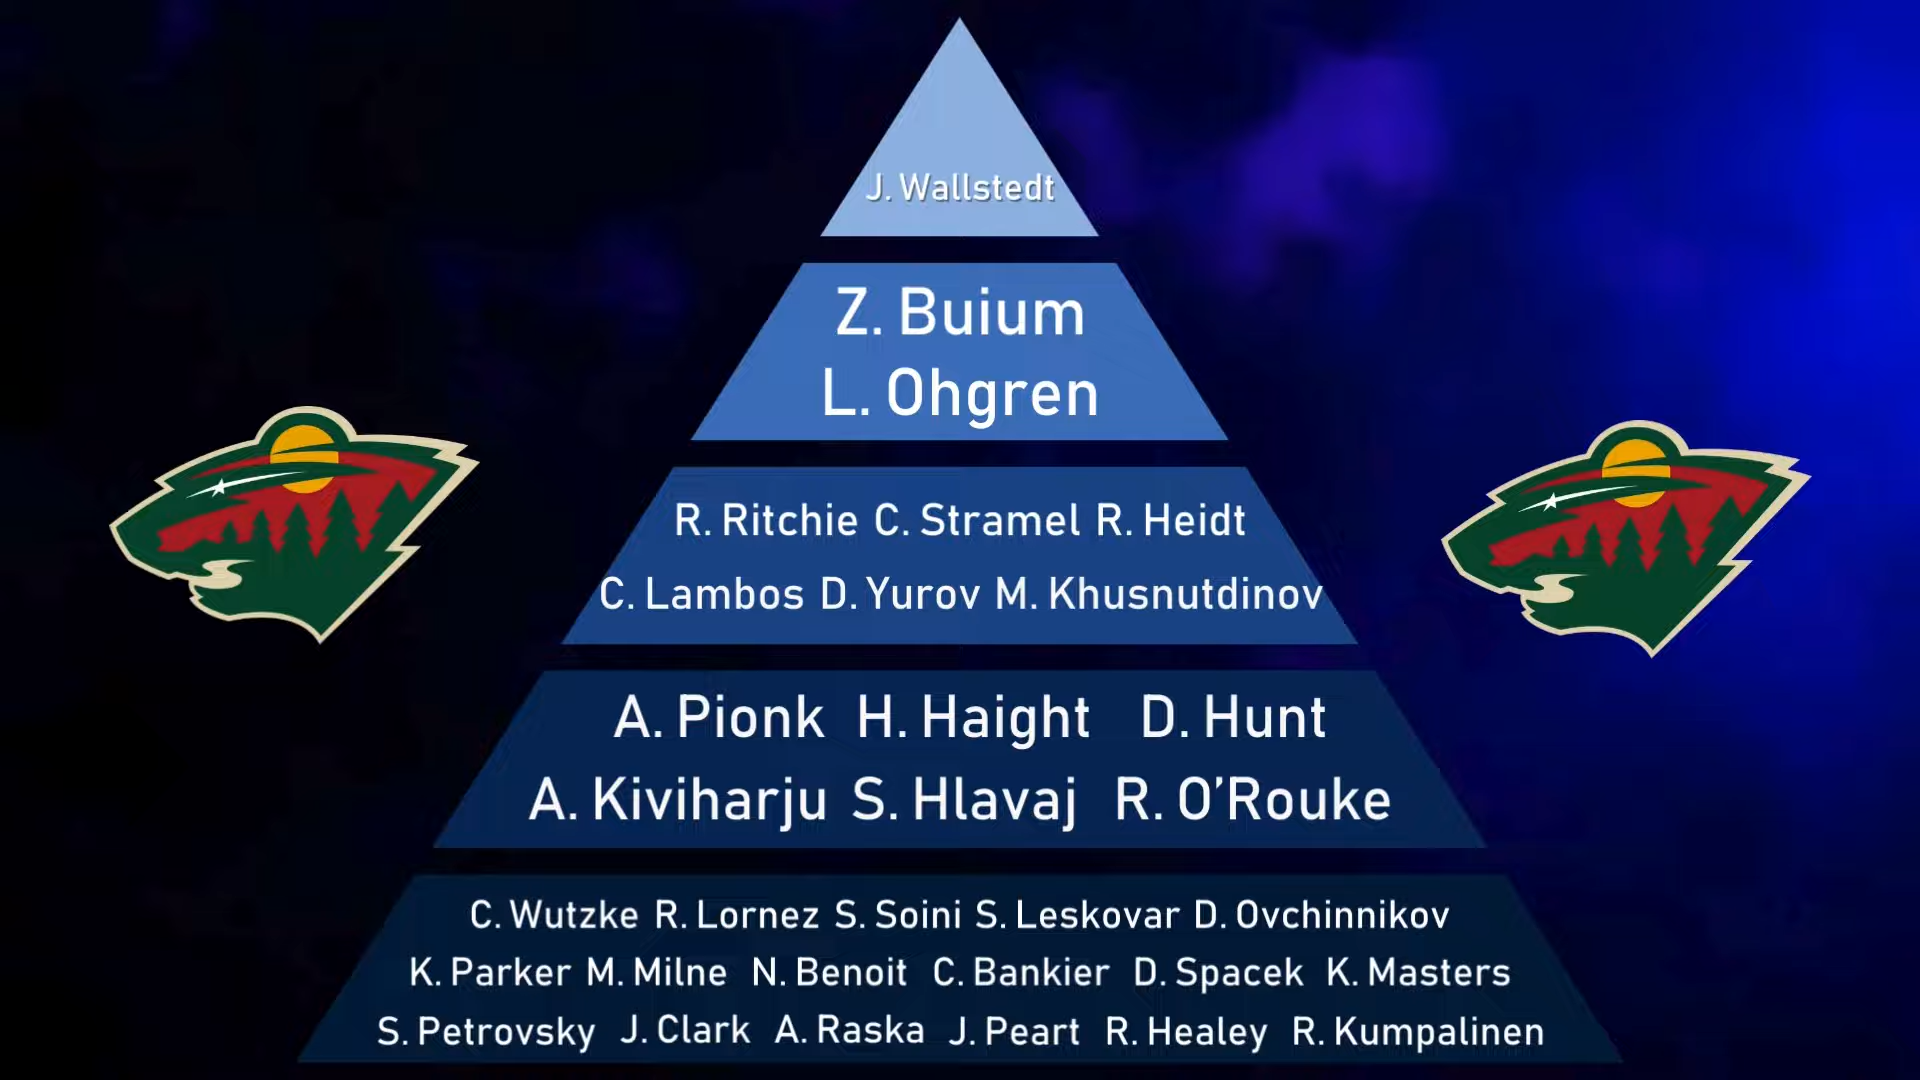 J. Wallstedt
Z. Buium
L. Ohgren
R. Ritchie C. Stramel R. Heidt
C. Lambos D. Yurov M. Khusnutdinov
A. Pionk H. Haight D. Hunt
A. Kiviharju S. Hlavaj R. O'Rouke
C. Wutzke R. Lornez S. Soini S. Leskovar D. Ovchinnikov
K. Parker M. Milne N. Benoit C. Bankier D. Spacek K. Masters
S. Petrovsky J. Clark A. Raska J. Peart R. Healey R. Kumpalinen